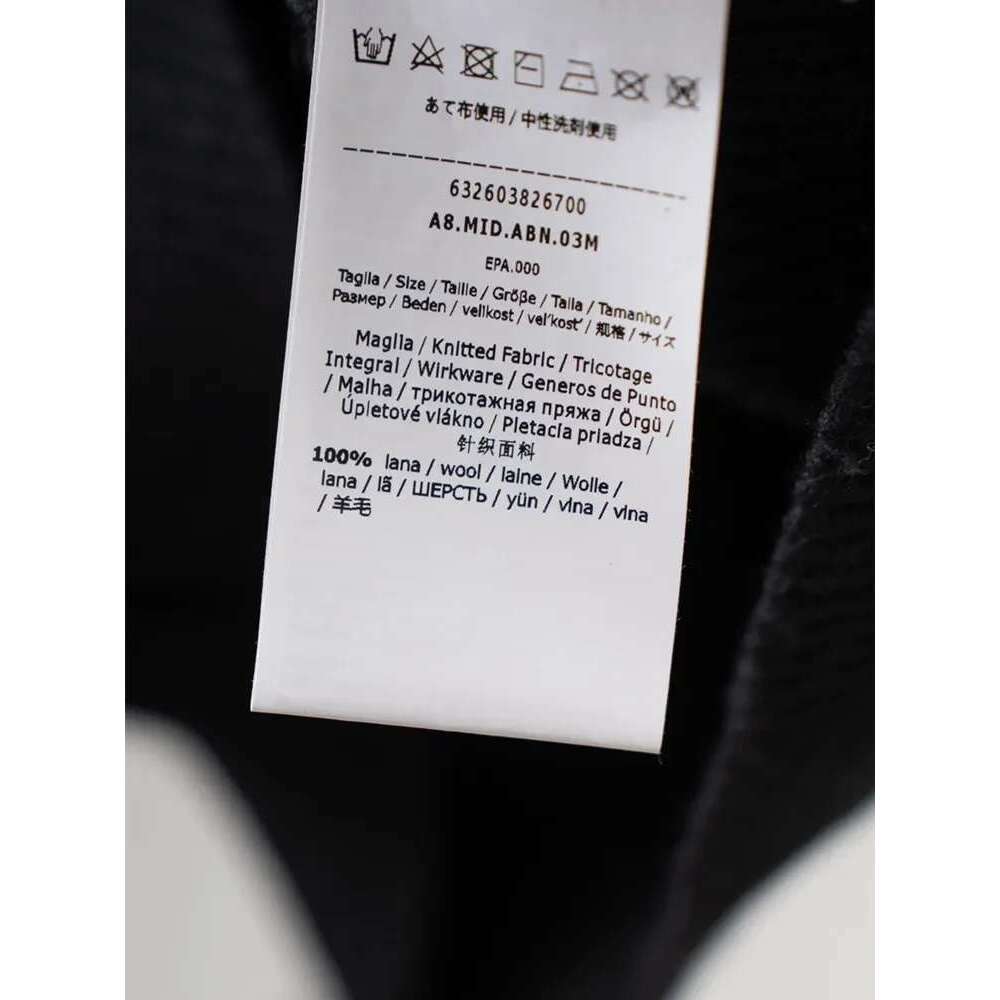 あて布使用 / 中性洗剤使用
632603826700
A8.MID.ABN.03M
EPA.000
Taglia / Size / Taille / Größe / Talla / Tamanho /
Размер / Beden / velikost / vel'kost' / 规格 / サイズ
Maglia / Knitted Fabric / Tricotage
Integral / Wirkware / Generos de Punto
/ Malha / трикотажная пряжа / Örgü /
Úpletové vlákno / Pletacia priadza /
针织面料
100% lana / wool / laine / Wolle /
lana / lã / ШЕРСТЬ / yün / vlna / vlna
/ 羊毛